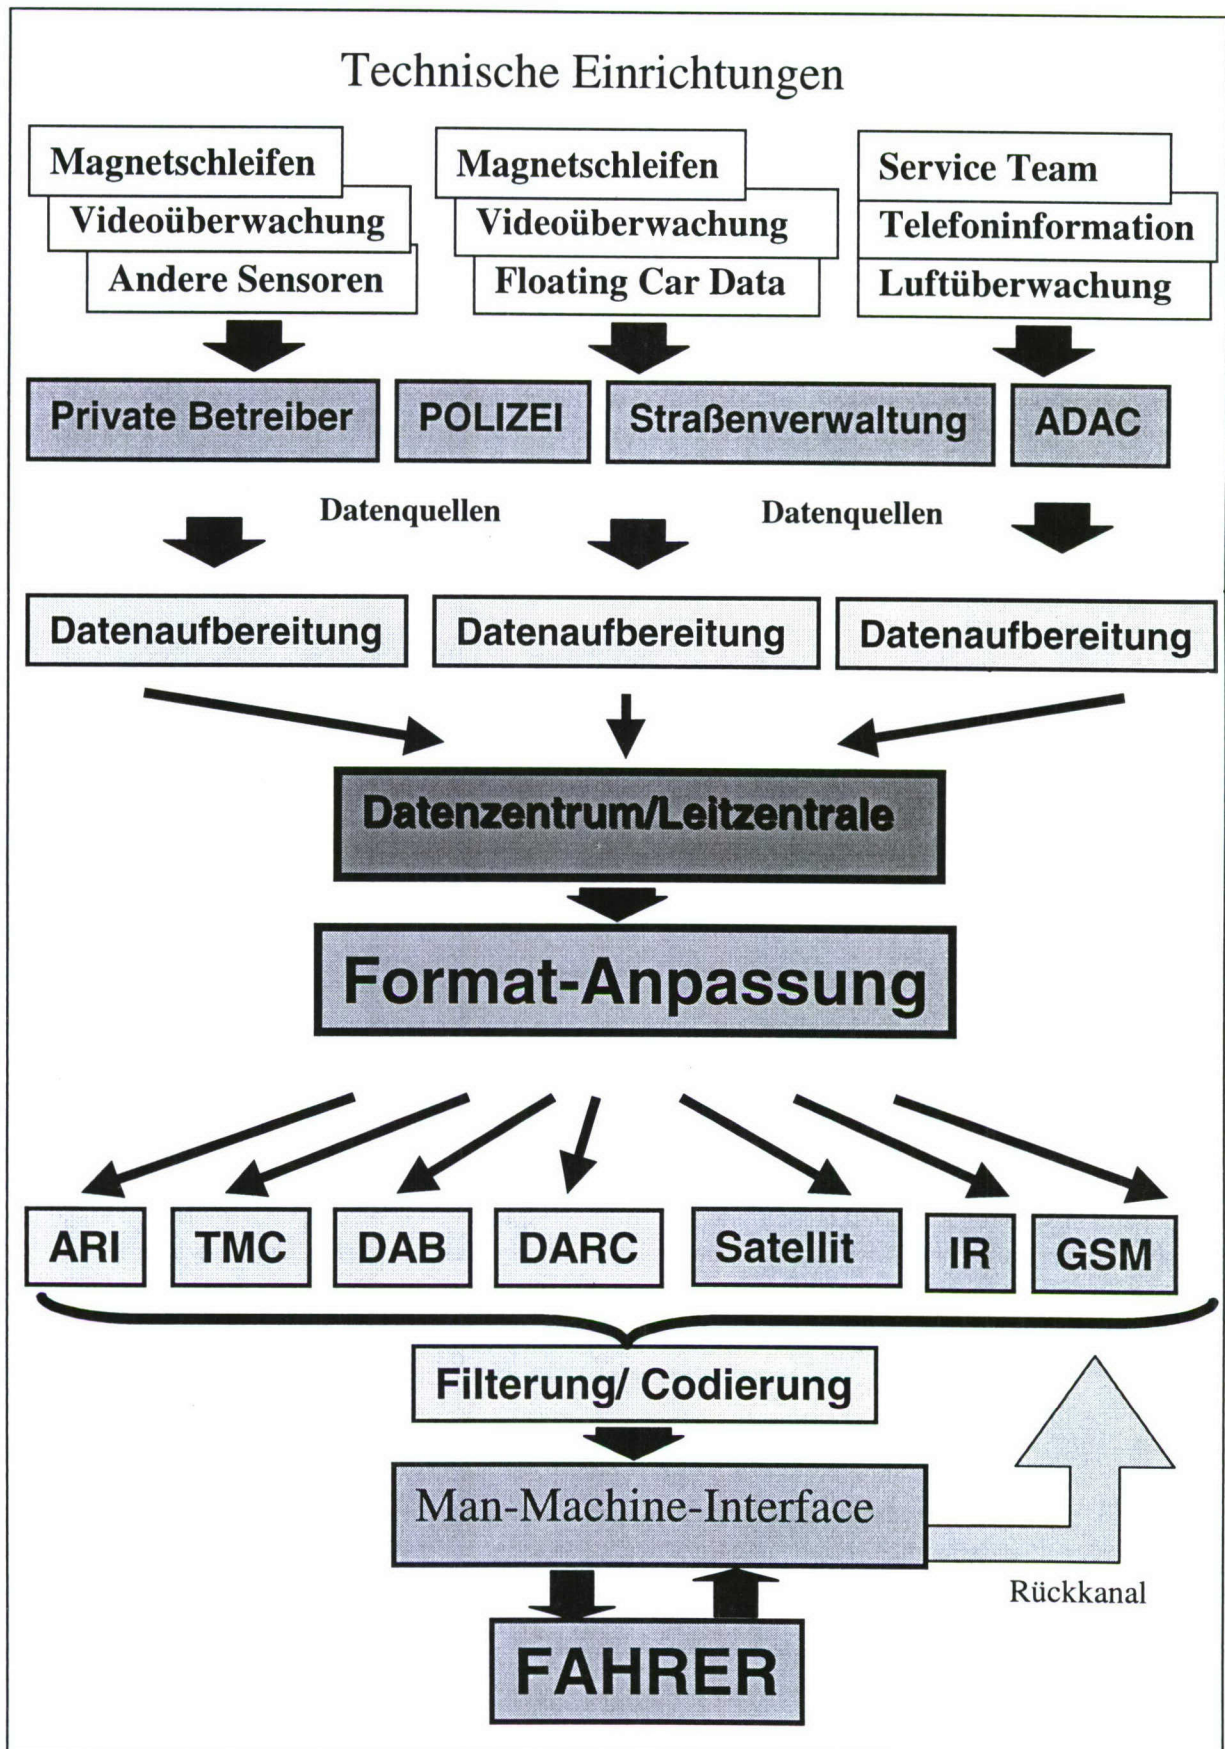 Technische Einrichtungen
Magnetschleifen
Videoüberwachung
Andere Sensoren
Magnetschleifen
Videoüberwachung
Floating Car Data
Service Team
Telefoninformation
Luftüberwachung
Private Betreiber
POLIZEI
Straßenverwaltung
ADAC
Datenquellen
Datenquellen
Datenaufbereitung
Datenaufbereitung
Datenaufbereitung
Datenzentrum/Leitzentrale
Format-Anpassung
ARI
TMC
DAB
DARC
Satellit
IR
GSM
Filterung/ Codierung
Man-Machine-Interface
Rückkanal
FAHRER